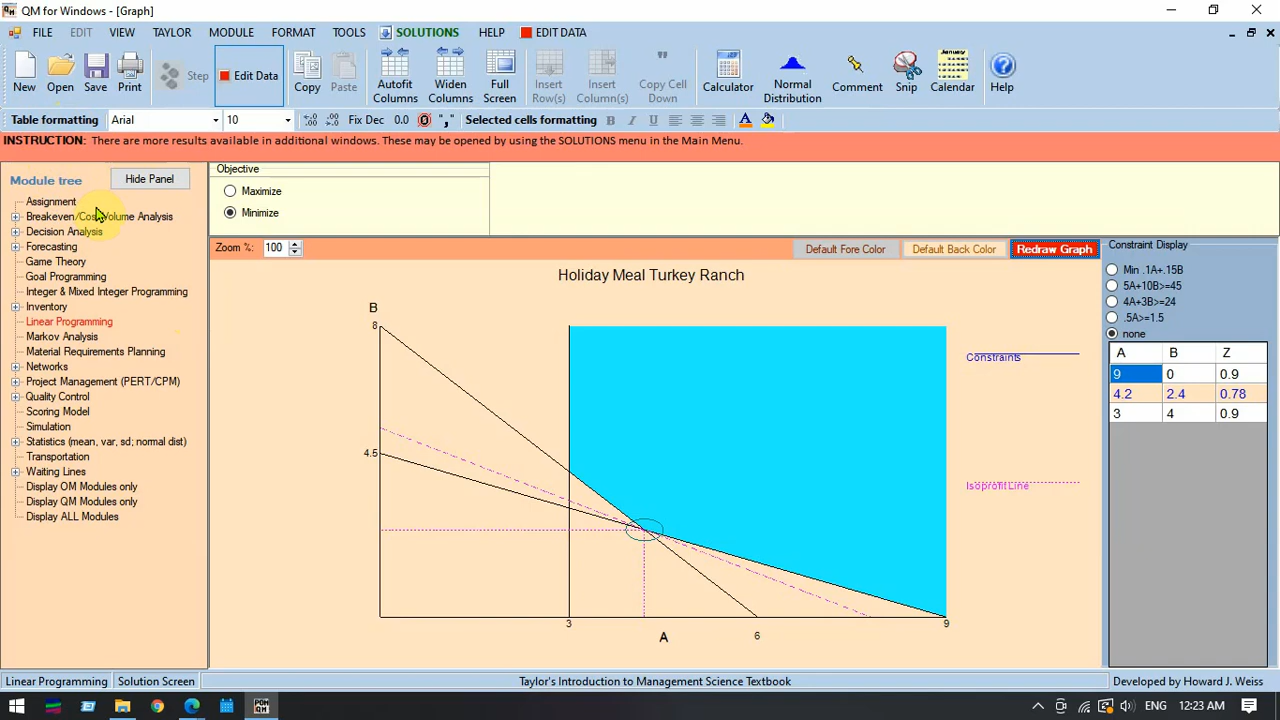 QM for Windows - [Graph]
FILE EDIT VIEW TAYLOR MODULE FORMAT TOOLS SOLUTIONS HELP EDIT DATA
New Open Save Print Step Edit Data Copy Paste Autofit Columns Widen Columns Full Screen Insert Row(s) Insert Column(s) Copy Cell Down Calculator Normal Distribution Comment Snip January Calendar Help
Table formatting Arial 10 Fix Dec 0.0 Selected cells formatting B I U A
INSTRUCTION: There are more results available in additional windows. These may be opened by using the SOLUTIONS menu in the Main Menu.
Module tree Hide Panel
Assignment
Breakeven/Cost-Volume Analysis
Decision Analysis
Forecasting
Game Theory
Goal Programming
Integer & Mixed Integer Programming
Inventory
Linear Programming
Markov Analysis
Material Requirements Planning
Networks
Project Management (PERT/CPM)
Quality Control
Scoring Model
Simulation
Statistics (mean, var, sd; normal dist)
Transportation
Waiting Lines
Display OM Modules only
Display QM Modules only
Display ALL Modules
Objective
Maximize
Minimize
Zoom %: 100 Default Fore Color Default Back Color Redraw Graph
Holiday Meal Turkey Ranch
B
8
4.5
3 A 6 9
Constraints
Isoprofit Line
Constraint Display
Min .1A+.15B
5A+10B>=45
4A+3B>=24
.5A>=1.5
none
A B Z
9 0 0.9
4.2 2.4 0.78
3 4 0.9
Linear Programming Solution Screen Taylor's Introduction to Management Science Textbook Developed by Howard J. Weiss
POM QM ENG 12:23 AM